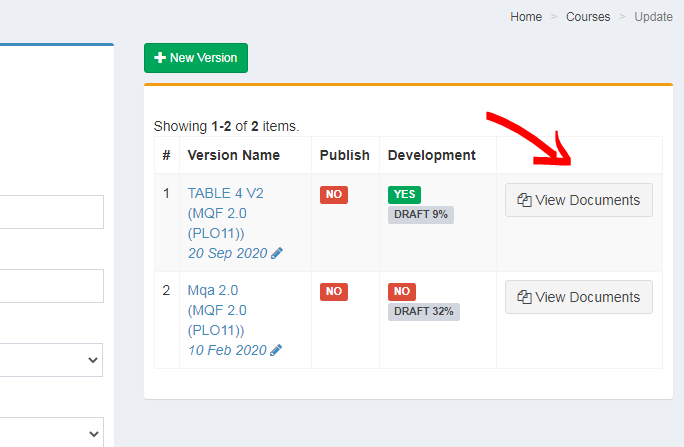 Home > Courses > Update
New Version
Showing 1-2 of 2 items.
# Version Name Publish Development
1 TABLE 4 V2 NO YES View Documents
(MQF 2.0 DRAFT 9%
(PLO11))
20 Sep 2020
2 Mqa 2.0 NO NO View Documents
(MQF 2.0 DRAFT 32%
(PLO11))
10 Feb 2020